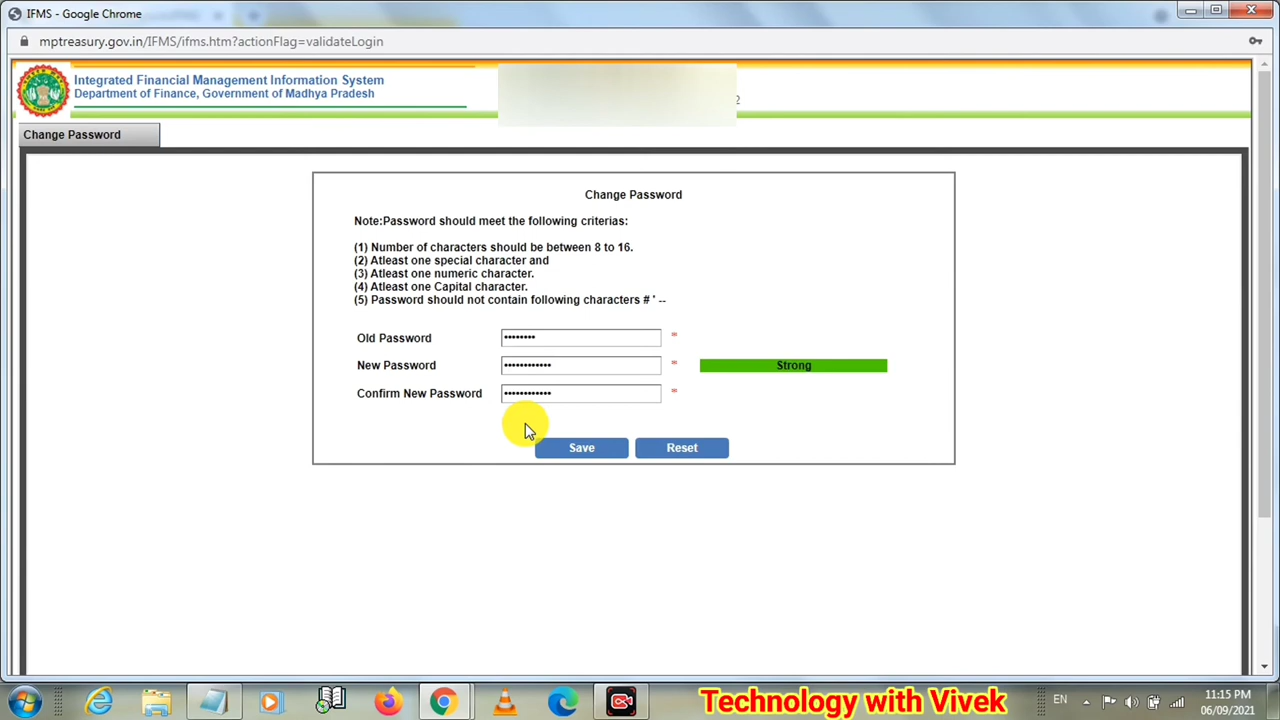 IFMS - Google Chrome
mptreasury.gov.in/IFMS/ifms.htm?actionFlag=validateLogin
Integrated Financial Management Information System
Department of Finance, Government of Madhya Pradesh
2
Change Password
Change Password
Note:Password should meet the following criterias:
(1) Number of characters should be between 8 to 16.
(2) Atleast one special character and
(3) Atleast one numeric character.
(4) Atleast one Capital character.
(5) Password should not contain following characters # ' --
Old Password •••••••• *
New Password •••••••••••• * Strong
Confirm New Password •••••••••••• *
Save Reset
Technology with Vivek
EN
11:15 PM
06/09/2021